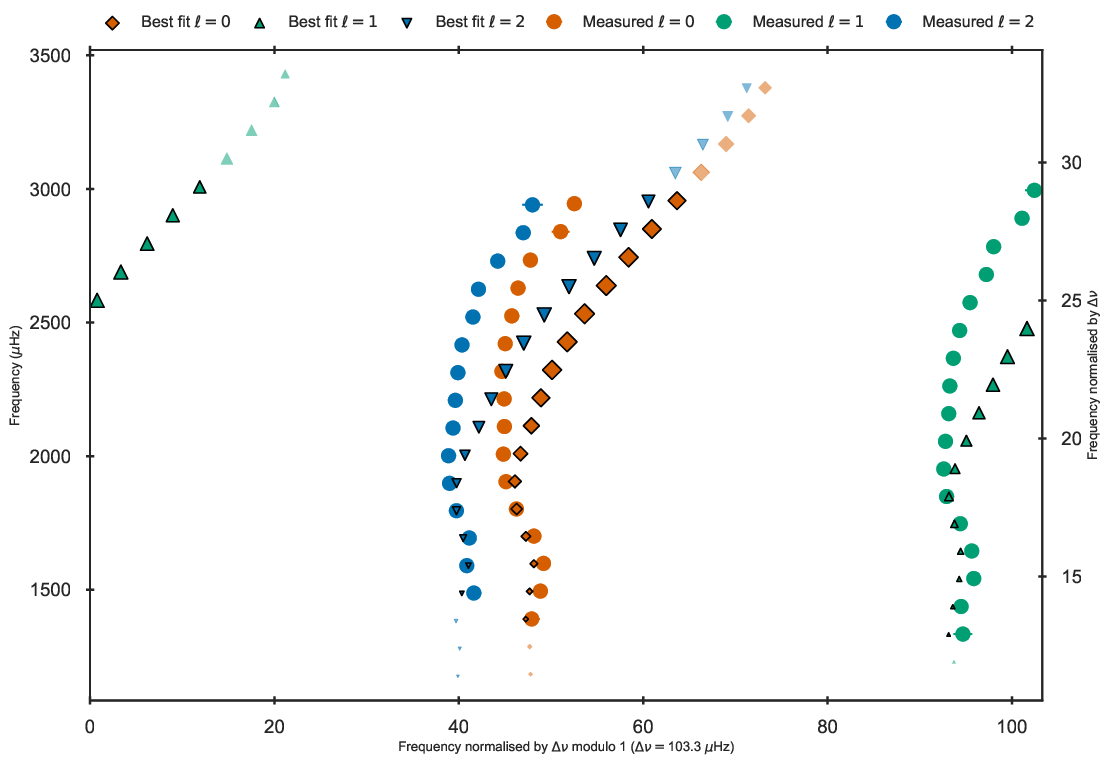 Best fit ℓ = 0 Best fit ℓ = 1 Best fit ℓ = 2 Measured ℓ = 0 Measured ℓ = 1 Measured ℓ = 2
3500
3000
2500
2000
1500
Frequency (μHz)
30
25
20
15
Frequency normalised by Δν
0 20 40 60 80 100
Frequency normalised by Δν modulo 1 (Δν = 103.3 μHz)